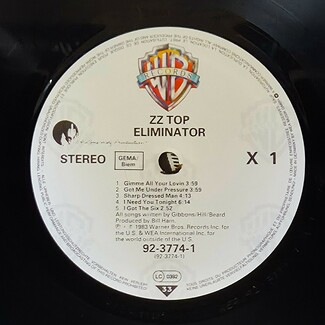 WB
RECORDS
ZZ TOP
ELIMINATOR
STEREO
GEMA/
Biem
X 1
1 Gimme All Your Lovin 3:59
2 Got Me Under Pressure 3:59
3 Sharp Dressed Man 4:13
4 I Need You Tonight 6:14
5 I Got The Six 2:52
All songs written by Gibbons/Hill/Beard
Produced by Bill Ham.
℗ · © 1983 Warner Bros. Records Inc. for
the U.S. & WEA International Inc. for
the world outside of the U.S.
92-3774-1
(92-3774-1)
LC 0392
33